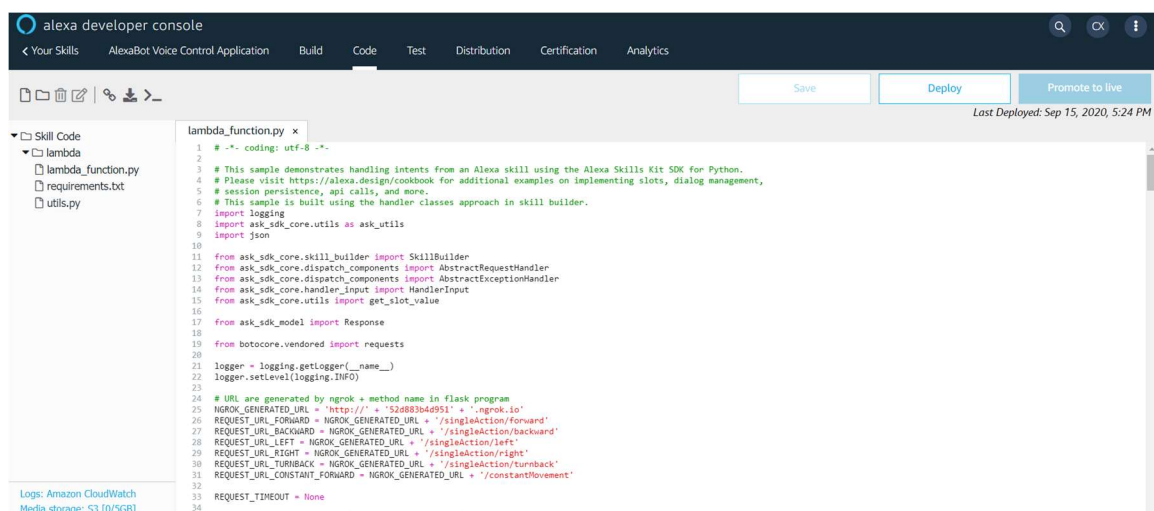 alexa developer console
CX
Your Skills AlexaBot Voice Control Application Build Code Test Distribution Certification Analytics
Save Deploy Promote to live
Last Deployed: Sep 15, 2020, 5:24 PM
Skill Code
lambda
lambda_function.py
requirements.txt
utils.py
Logs: Amazon CloudWatch
Media storage: S3 [0/5GB]
lambda_function.py ×
1 # -*- coding: utf-8 -*-
2
3 # This sample demonstrates handling intents from an Alexa skill using the Alexa Skills Kit SDK for Python.
4 # Please visit https://alexa.design/cookbook for additional examples on implementing slots, dialog management,
5 # session persistence, api calls, and more.
6 # This sample is built using the handler classes approach in skill builder.
7 import logging
8 import ask_sdk_core.utils as ask_utils
9 import json
10
11 from ask_sdk_core.skill_builder import SkillBuilder
12 from ask_sdk_core.dispatch_components import AbstractRequestHandler
13 from ask_sdk_core.dispatch_components import AbstractExceptionHandler
14 from ask_sdk_core.handler_input import HandlerInput
15 from ask_sdk_core.utils import get_slot_value
16
17 from ask_sdk_model import Response
18
19 from botocore.vendored import requests
20
21 logger = logging.getLogger(__name__)
22 logger.setLevel(logging.INFO)
23
24 # URL are generated by ngrok + method name in flask program
25 NGROK_GENERATED_URL = 'http://' + '52d883b4d951' + '.ngrok.io'
26 REQUEST_URL_FORWARD = NGROK_GENERATED_URL + '/singleAction/forward'
27 REQUEST_URL_BACKWARD = NGROK_GENERATED_URL + '/singleAction/backward'
28 REQUEST_URL_LEFT = NGROK_GENERATED_URL + '/singleAction/left'
29 REQUEST_URL_RIGHT = NGROK_GENERATED_URL + '/singleAction/right'
30 REQUEST_URL_TURNBACK = NGROK_GENERATED_URL + '/singleAction/turnback'
31 REQUEST_URL_CONSTANT_FORWARD = NGROK_GENERATED_URL + '/constantMovement'
32
33 REQUEST_TIMEOUT = None
34